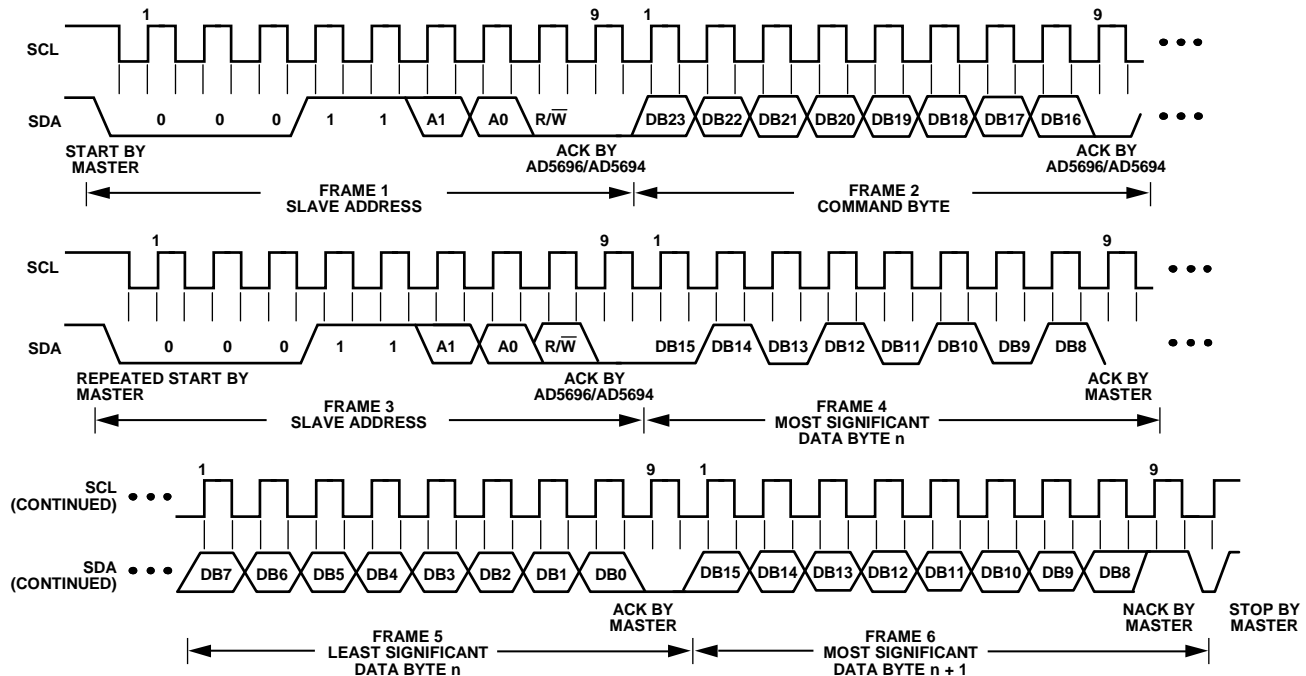 1 9 1 9
SCL
SDA 0 0 0 1 1 A1 A0 R/W̅ DB23 DB22 DB21 DB20 DB19 DB18 DB17 DB16
START BY
MASTER
ACK BY
AD5696/AD5694
ACK BY
AD5696/AD5694
FRAME 1
SLAVE ADDRESS
FRAME 2
COMMAND BYTE
1 9 1 9
SCL
SDA 0 0 0 1 1 A1 A0 R/W̅ DB15 DB14 DB13 DB12 DB11 DB10 DB9 DB8
REPEATED START BY
MASTER
ACK BY
AD5696/AD5694
ACK BY
MASTER
FRAME 3
SLAVE ADDRESS
FRAME 4
MOST SIGNIFICANT
DATA BYTE n
1 9 1 9
SCL
(CONTINUED)
SDA
(CONTINUED)
DB7 DB6 DB5 DB4 DB3 DB2 DB1 DB0 DB15 DB14 DB13 DB12 DB11 DB10 DB9 DB8
ACK BY
MASTER
NACK BY
MASTER
STOP BY
MASTER
FRAME 5
LEAST SIGNIFICANT
DATA BYTE n
FRAME 6
MOST SIGNIFICANT
DATA BYTE n + 1